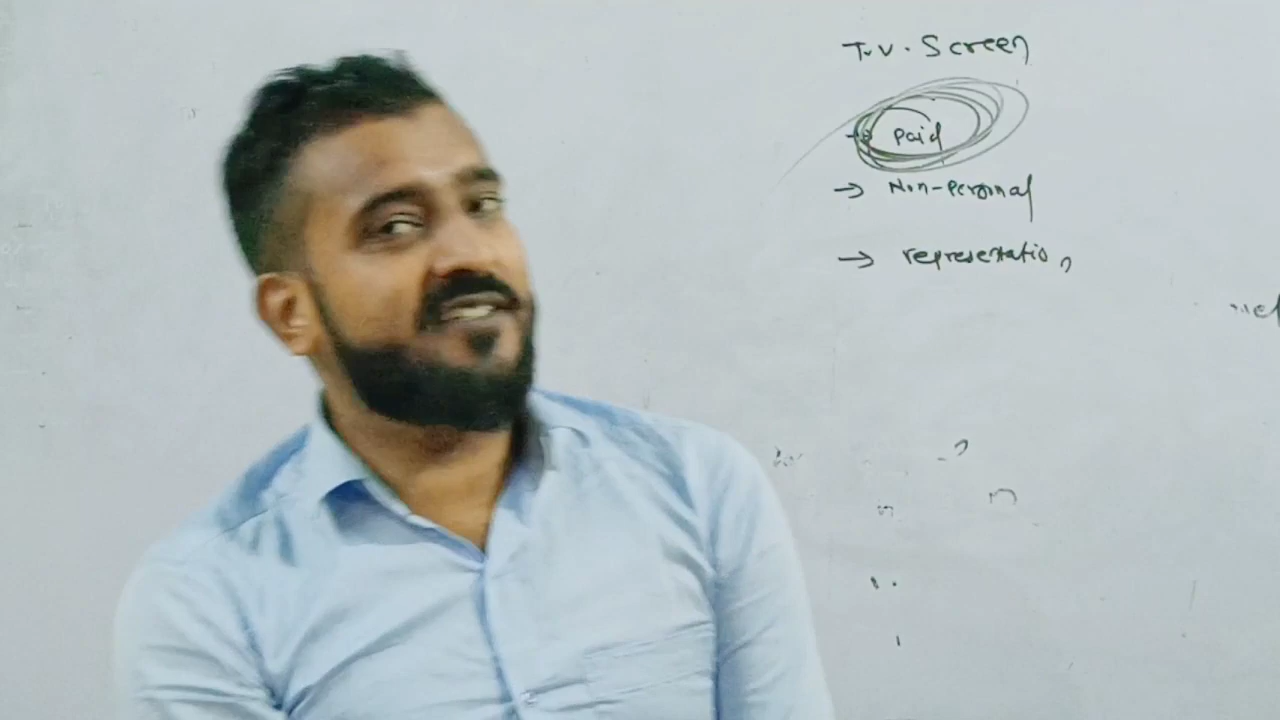 T.V. Screen
→ paid
→ Non-personal
→ representation